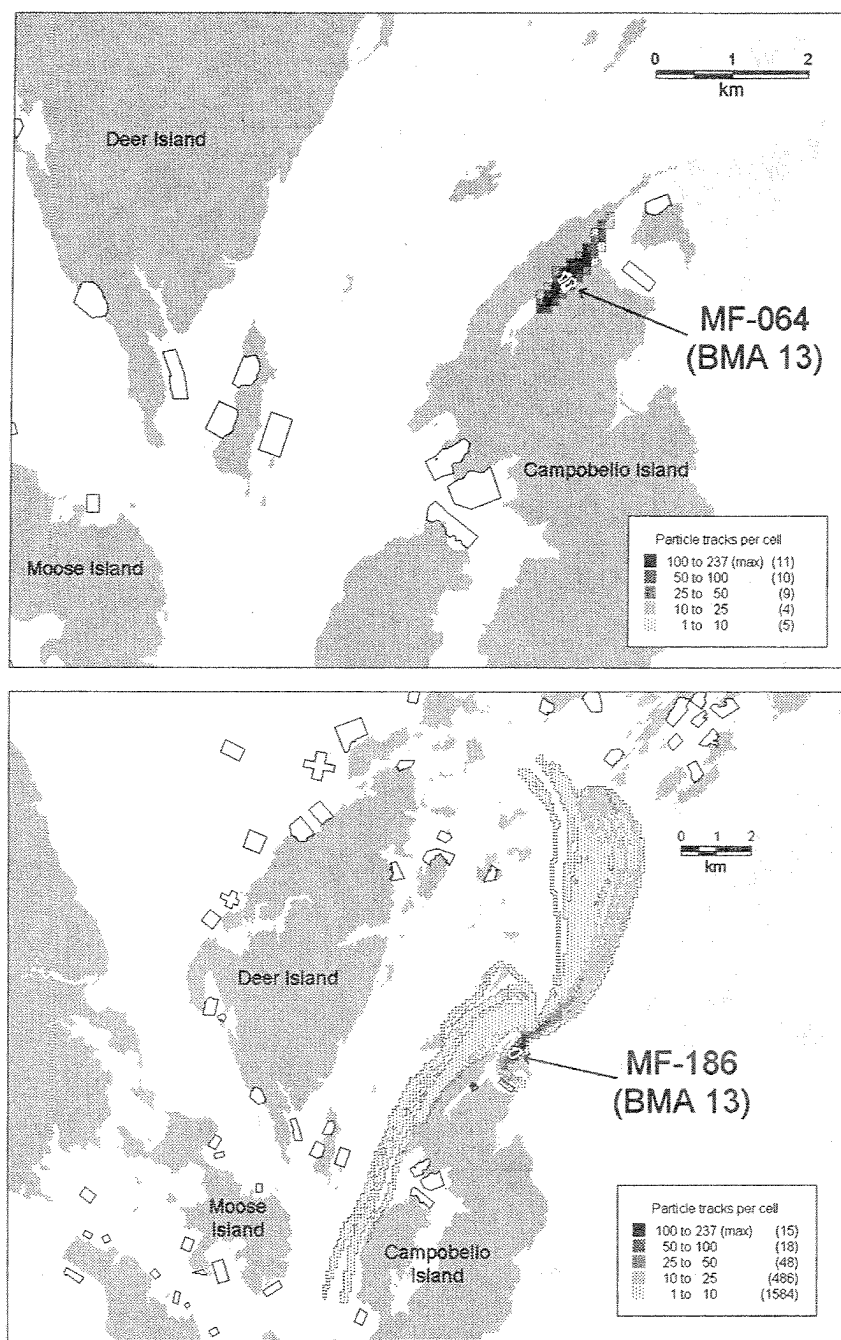 0 1 2
km
Deer Island
MF-064
(BMA 13)
Campobello Island
Moose Island
Particle tracks per cell
100 to 237 (max) (11)
50 to 100 (10)
25 to 50 (9)
10 to 25 (4)
1 to 10 (5)
0 1 2
km
Deer Island
MF-186
(BMA 13)
Moose
Island
Campobello
Island
Particle tracks per cell
100 to 237 (max) (15)
50 to 100 (18)
25 to 50 (48)
10 to 25 (486)
1 to 10 (1584)